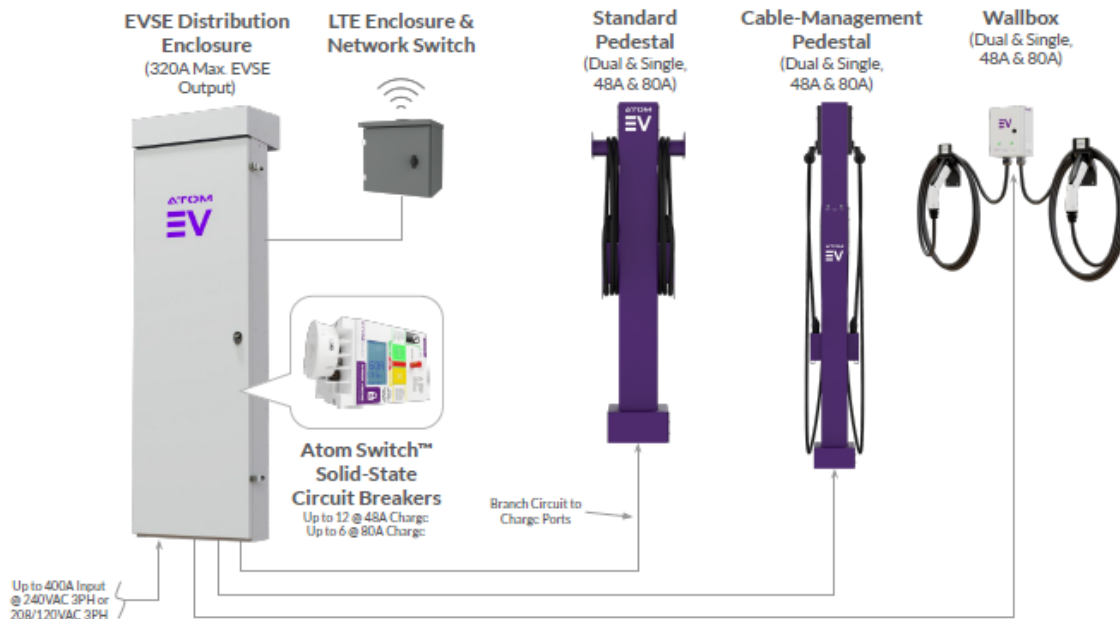 EVSE Distribution
Enclosure
(320A Max. EVSE
Output)
LTE Enclosure &
Network Switch
Standard
Pedestal
(Dual & Single,
48A & 80A)
Cable-Management
Pedestal
(Dual & Single,
48A & 80A)
Wallbox
(Dual & Single,
48A & 80A)
ATOM
EV
ATOM
EV
ATOM
EV
EV
Atom Switch™
Solid-State
Circuit Breakers
Up to 12 @ 48A Charge
Up to 6 @ 80A Charge
Branch Circuit to
Charge Ports
Up to 400A Input
@ 240VAC 3PH or
208/120VAC 3PH